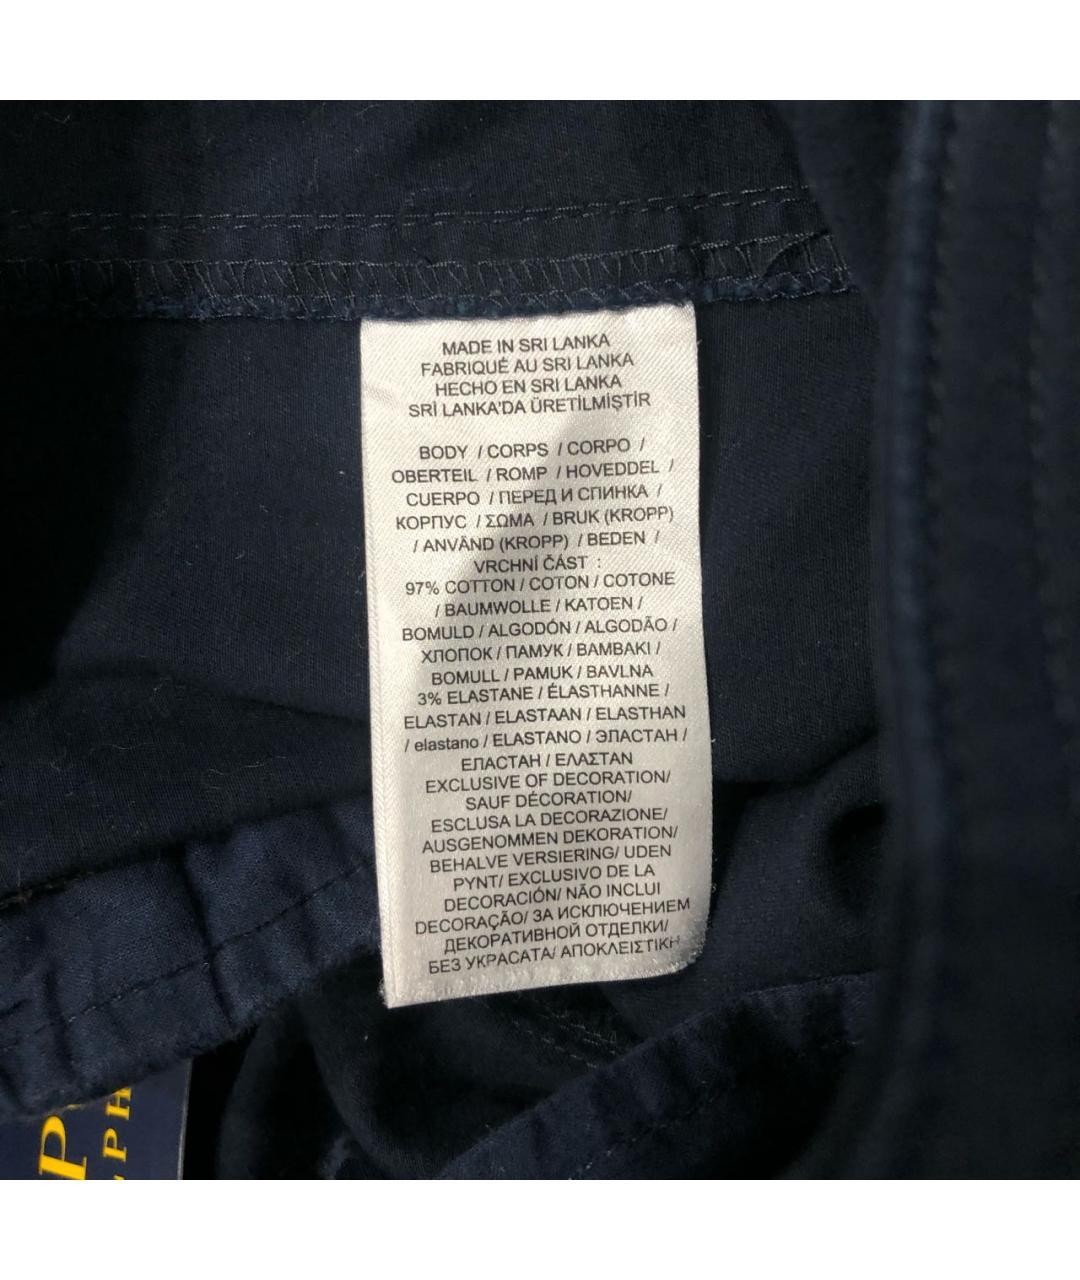 MADE IN SRI LANKA
FABRIQUÉ AU SRI LANKA
HECHO EN SRI LANKA
SRİ LANKA'DA ÜRETİLMİŞTİR
BODY / CORPS / CORPO /
OBERTEIL / ROMP / HOVEDDEL /
CUERPO / ПЕРЕД И СПИНКА /
КОРПУС / ΣΩΜΑ / BRUK (KROPP)
/ ANVÄND (KROPP) / BEDEN /
VRCHNÍ ČÁST :
97% COTTON / COTON / COTONE
/ BAUMWOLLE / KATOEN /
BOMULD / ALGODÓN / ALGODÃO /
ХЛОПОК / ПАМУК / ΒΑΜΒΑΚΙ /
BOMULL / PAMUK / BAVLNA
3% ELASTANE / ÉLASTHANNE /
ELASTAN / ELASTAAN / ELASTHAN
/ elastano / ELASTANO / ЭЛАСТАН /
ЕЛАСТАН / ΕΛΑΣΤΑΝ
EXCLUSIVE OF DECORATION/
SAUF DÉCORATION/
ESCLUSA LA DECORAZIONE/
AUSGENOMMEN DEKORATION/
BEHALVE VERSIERING/ UDEN
PYNT/ EXCLUSIVO DE LA
DECORACIÓN/ NÃO INCLUI
DECORAÇÃO/ ЗА ИСКЛЮЧЕНИЕМ
ДЕКОРАТИВНОЙ ОТДЕЛКИ/
БЕЗ УКРАСАТА/ ΑΠΟΚΛΕΙΣΤΙΚΗ
P
PH